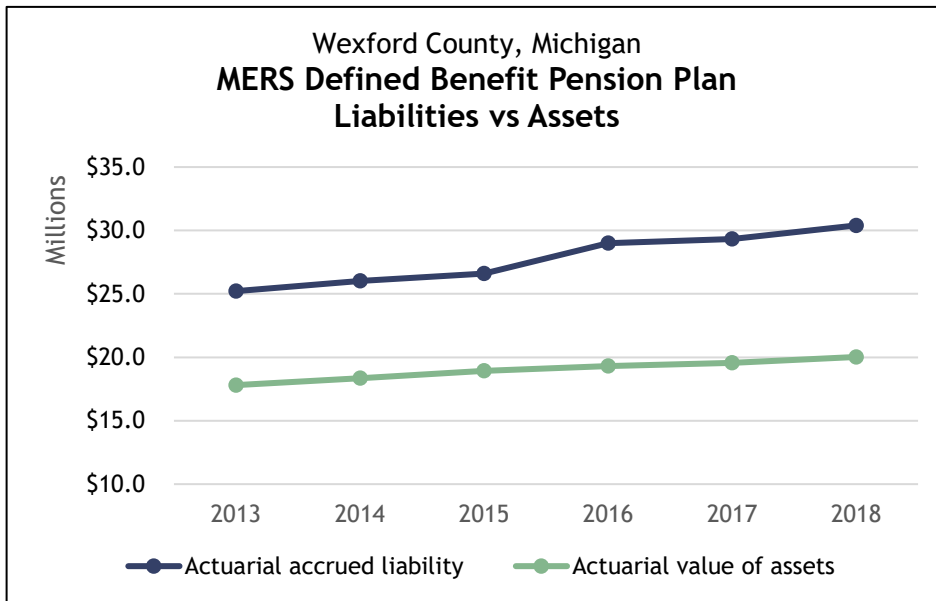 Wexford County, Michigan
MERS Defined Benefit Pension Plan
Liabilities vs Assets
Millions
$35.0
$30.0
$25.0
$20.0
$15.0
$10.0
2013 2014 2015 2016 2017 2018
Actuarial accrued liability Actuarial value of assets